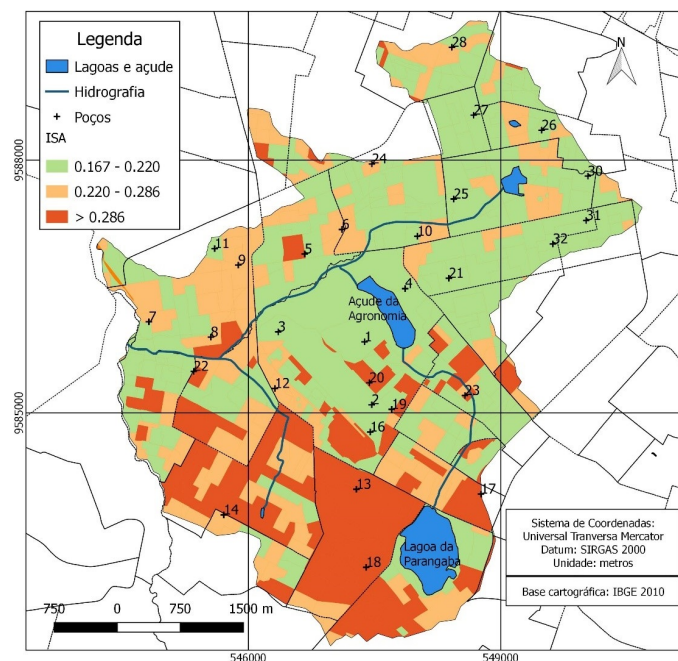 Legenda
Lagoas e açude
Hidrografia
Poços
ISA
0.167 - 0.220
0.220 - 0.286
> 0.286
N
28
27
26
24
30
25
31
6
10
32
11
5
9
21
4
Açude da
Agronomia
7
3
8
1
22
20
12
23
2
19
16
13
17
14
Lagoa da
Parangaba
18
9588000
9585000
Sistema de Coordenadas:
Universal Tranversa Mercator
Datum: SIRGAS 2000
Unidade: metros
Base cartográfica: IBGE 2010
750 0 750 1500 m
546000
549000